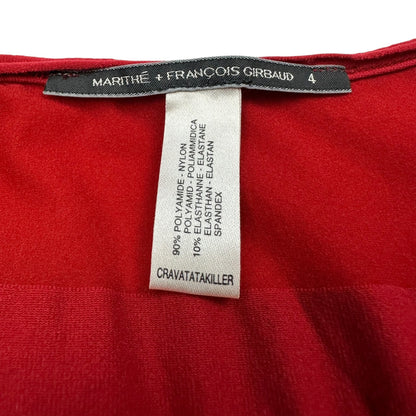 MARITHÉ + FRANÇOIS GIRBAUD 4
90% POLYAMIDE - NYLON
POLYAMID - POLIAMMIDICA
10% ELASTHANNE - ELASTANE
ELASTHAN - ELASTAN
SPANDEX
CRAVATATAKILLER